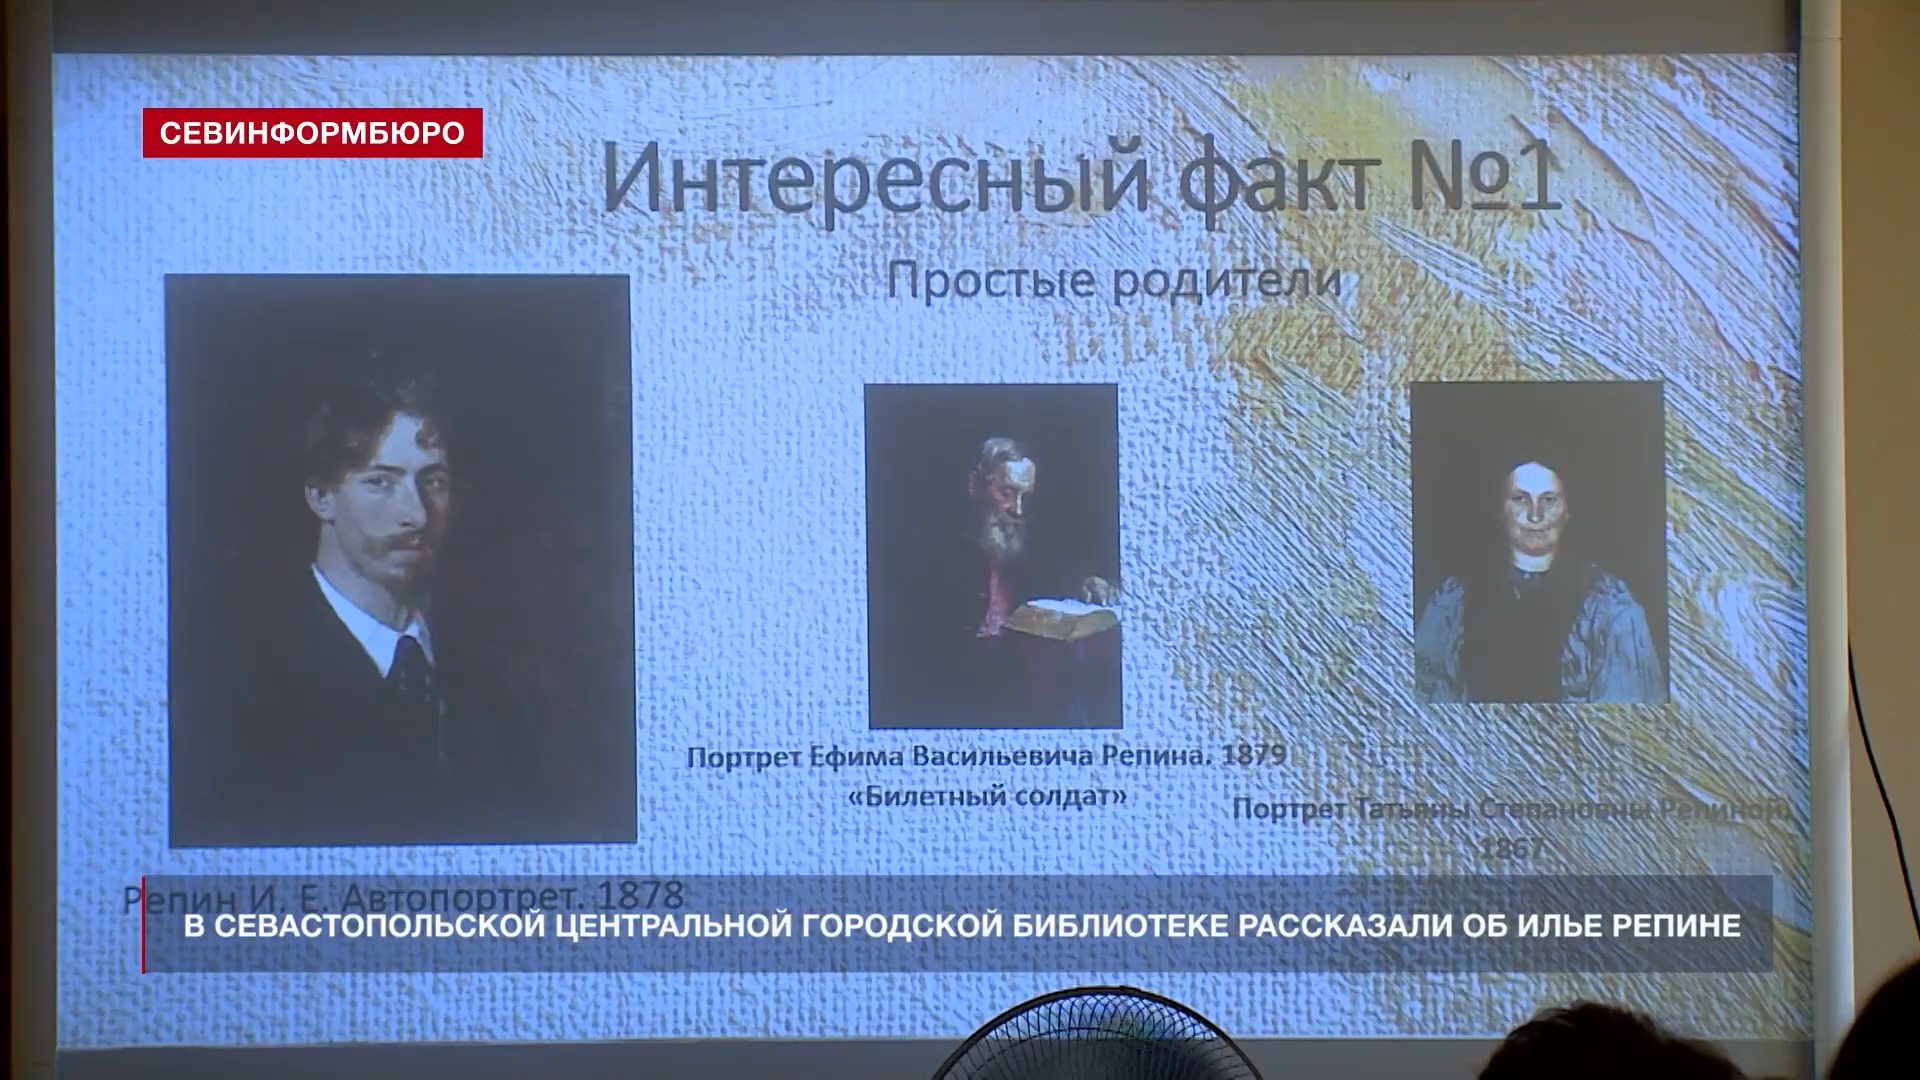 СЕВИНФОРМБЮРО
Интересный факт №1
Простые родители
Портрет Ефима Васильевича Репина. 1879
«Билетный солдат»
Портрет Татьяны Степановны Репиной.
1867
Репин И. Е. Автопортрет. 1878
В СЕВАСТОПОЛЬСКОЙ ЦЕНТРАЛЬНОЙ ГОРОДСКОЙ БИБЛИОТЕКЕ РАССКАЗАЛИ ОБ ИЛЬЕ РЕПИНЕ